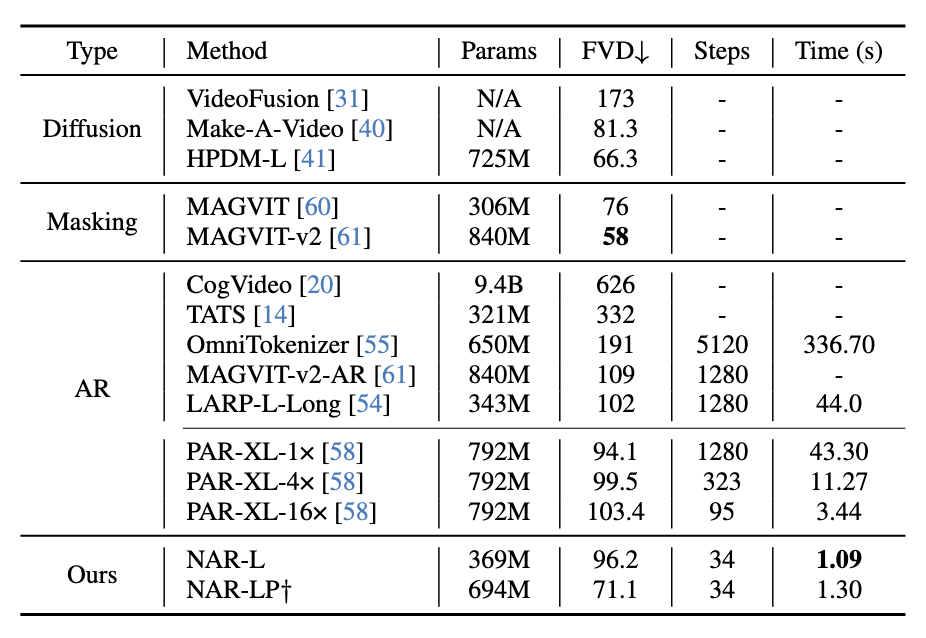 Type Method Params FVD↓ Steps Time (s)
VideoFusion [31] N/A 173 - -
Diffusion Make-A-Video [40] N/A 81.3 - -
HPDM-L [41] 725M 66.3 - -
Masking MAGVIT [60] 306M 76 - -
MAGVIT-v2 [61] 840M 58 - -
CogVideo [20] 9.4B 626 - -
TATS [14] 321M 332 - -
OmniTokenizer [55] 650M 191 5120 336.70
AR MAGVIT-v2-AR [61] 840M 109 1280 -
LARP-L-Long [54] 343M 102 1280 44.0
PAR-XL-1× [58] 792M 94.1 1280 43.30
PAR-XL-4× [58] 792M 99.5 323 11.27
PAR-XL-16× [58] 792M 103.4 95 3.44
Ours NAR-L 369M 96.2 34 1.09
NAR-LP† 694M 71.1 34 1.30